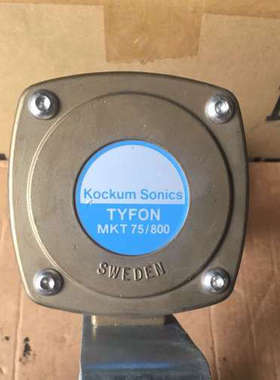 Kockum Sonics
TYFON
MKT 75/800
SWEDEN